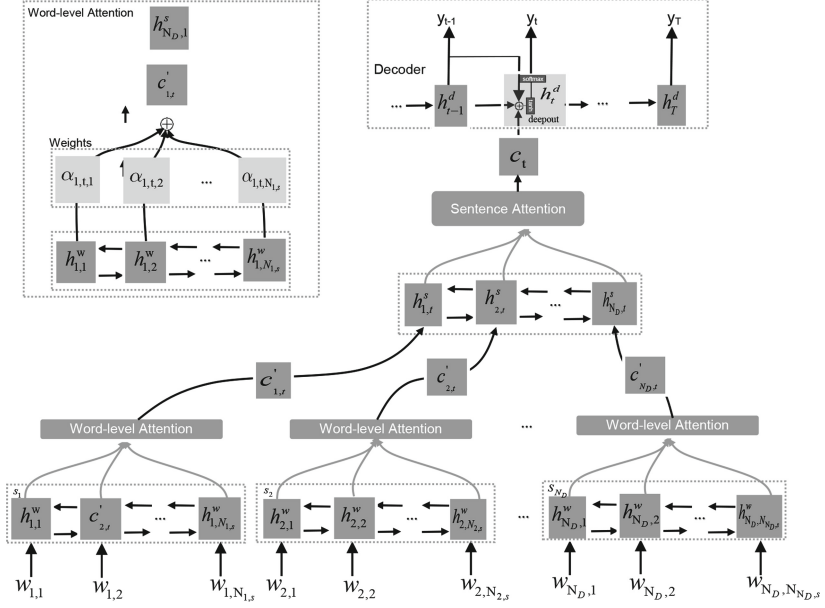 Word-level Attention
h^s_{N_D,1}
c'_{1,t}
⊕
Weights
α_{1,t,1} α_{1,t,2} ... α_{1,t,N_{1,s}}
h^w_{1,1} h^w_{1,2} ... h^w_{1,N_{1,s}}
y_{t-1} y_t y_T
Decoder
softmax
... h^d_{t-1} ⊕ h^d_t ... h^d_T
deepout
c_t
Sentence Attention
h^s_{1,t} h^s_{2,t} ... h^s_{N_D,t}
c'_{1,t} c'_{2,t} c'_{N_D,t}
Word-level Attention Word-level Attention ... Word-level Attention
s_1 s_2 s_{N_D}
h^w_{1,1} c'_{2,t} ... h^w_{1,N_{1,s}} h^w_{2,1} h^w_{2,2} ... h^w_{2,N_{2,s}} ... h^w_{N_D,1} h^w_{N_D,2} ... h^w_{N_D,N_{N_D,s}}
w_{1,1} w_{1,2} w_{1,N_{1,s}} w_{2,1} w_{2,2} w_{2,N_{2,s}} w_{N_D,1} w_{N_D,2} w_{N_D,N_{N_D,s}}